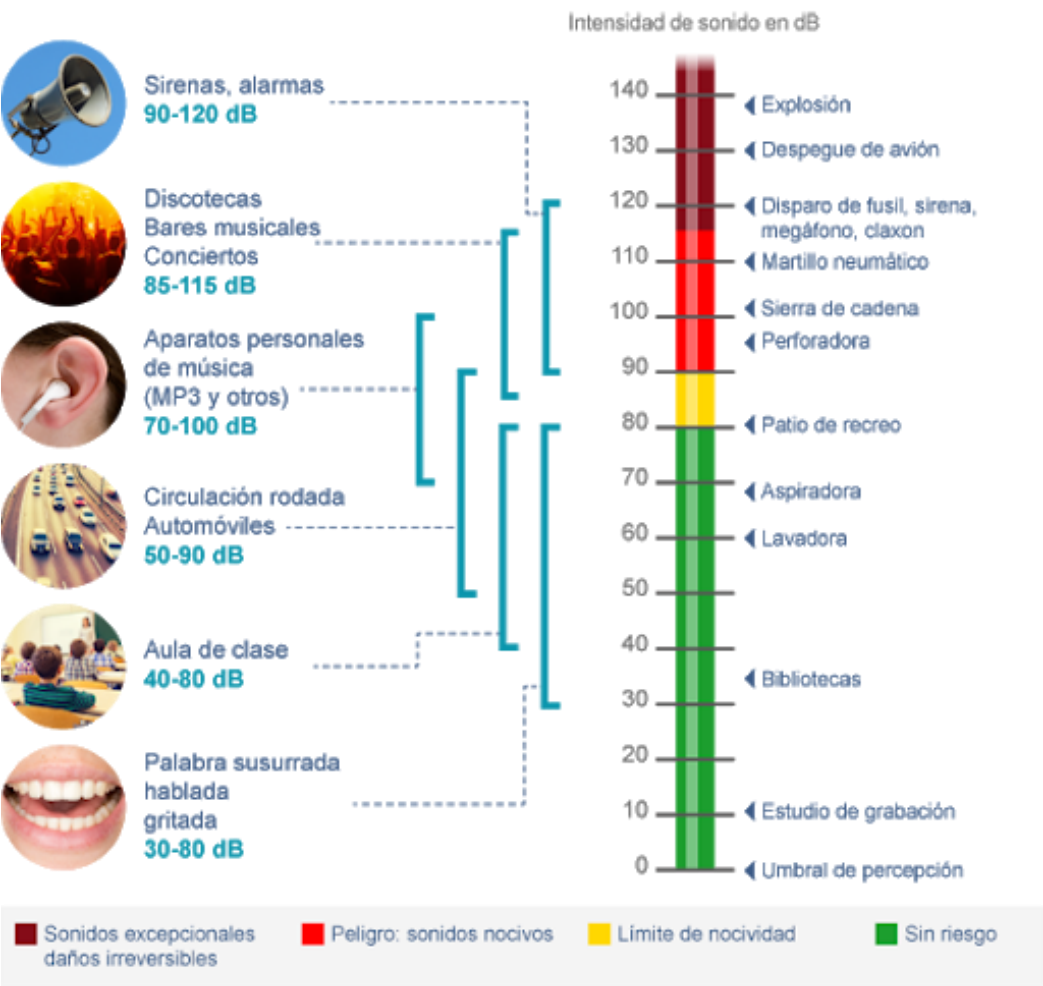 Intensidad de sonido en dB
Sirenas, alarmas
90-120 dB
Discotecas
Bares musicales
Conciertos
85-115 dB
Aparatos personales
de música
(MP3 y otros)
70-100 dB
Circulación rodada
Automóviles
50-90 dB
Aula de clase
40-80 dB
Palabra susurrada
hablada
gritada
30-80 dB
140
130
120
110
100
90
80
70
60
50
40
30
20
10
0
Explosión
Despegue de avión
Disparo de fusil, sirena,
megáfono, claxon
Martillo neumático
Sierra de cadena
Perforadora
Patio de recreo
Aspiradora
Lavadora
Bibliotecas
Estudio de grabación
Umbral de percepción
Sonidos excepcionales
daños irreversibles
Peligro: sonidos nocivos
Límite de nocividad
Sin riesgo